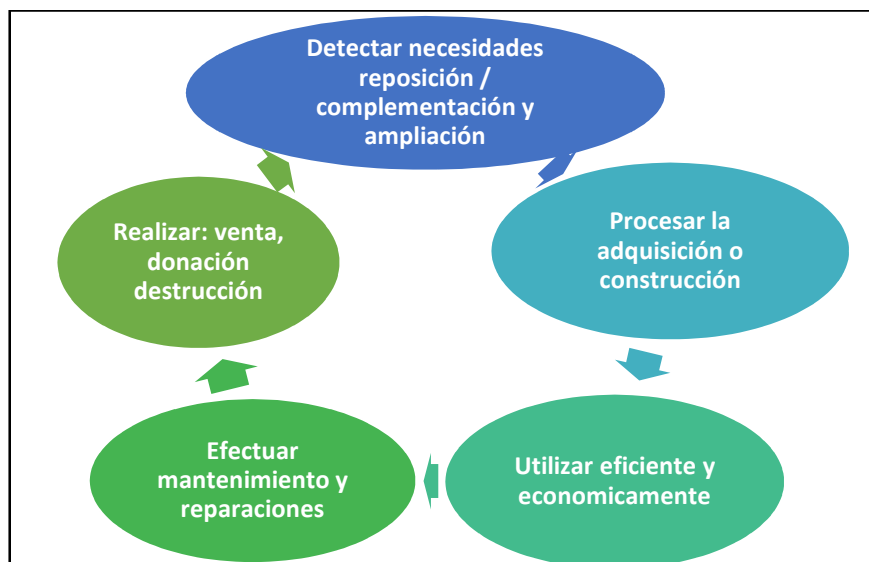 Detectar necesidades
reposición /
complementación y
ampliación
Procesar la
adquisición o
construcción
Utilizar eficiente y
economicamente
Efectuar
mantenimiento y
reparaciones
Realizar: venta,
donación
destrucción